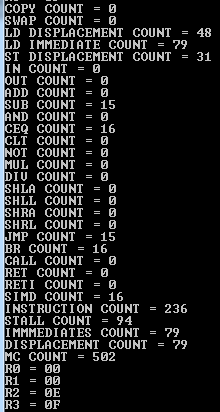 COPY COUNT = 0
SWAP COUNT = 0
LD DISPLACEMENT COUNT = 48
LD IMMEDIATE COUNT = 79
ST DISPLACEMENT COUNT = 31
IN COUNT = 0
OUT COUNT = 0
ADD COUNT = 0
SUB COUNT = 15
AND COUNT = 0
CEQ COUNT = 16
CLT COUNT = 0
NOT COUNT = 0
MUL COUNT = 0
DIV COUNT = 0
SHLA COUNT = 0
SHLL COUNT = 0
SHRA COUNT = 0
SHRL COUNT = 0
JMP COUNT = 15
BR COUNT = 16
CALL COUNT = 0
RET COUNT = 0
RETI COUNT = 0
SIMD COUNT = 16
INSTRUCTION COUNT = 236
STALL COUNT = 94
IMMMEDIATES COUNT = 79
DISPLACEMENT COUNT = 79
MC COUNT = 502
R0 = 00
R1 = 00
R2 = 0E
R3 = 0F